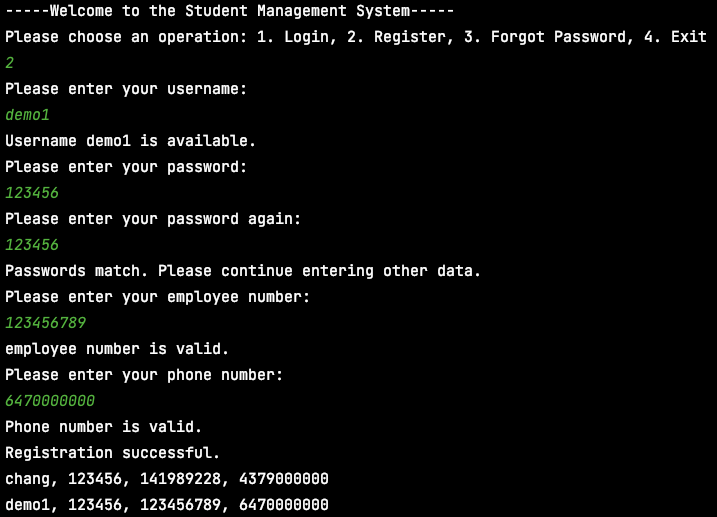 -----Welcome to the Student Management System-----
Please choose an operation: 1. Login, 2. Register, 3. Forgot Password, 4. Exit
2
Please enter your username:
demo1
Username demo1 is available.
Please enter your password:
123456
Please enter your password again:
123456
Passwords match. Please continue entering other data.
Please enter your employee number:
123456789
employee number is valid.
Please enter your phone number:
6470000000
Phone number is valid.
Registration successful.
chang, 123456, 141989228, 4379000000
demo1, 123456, 123456789, 6470000000